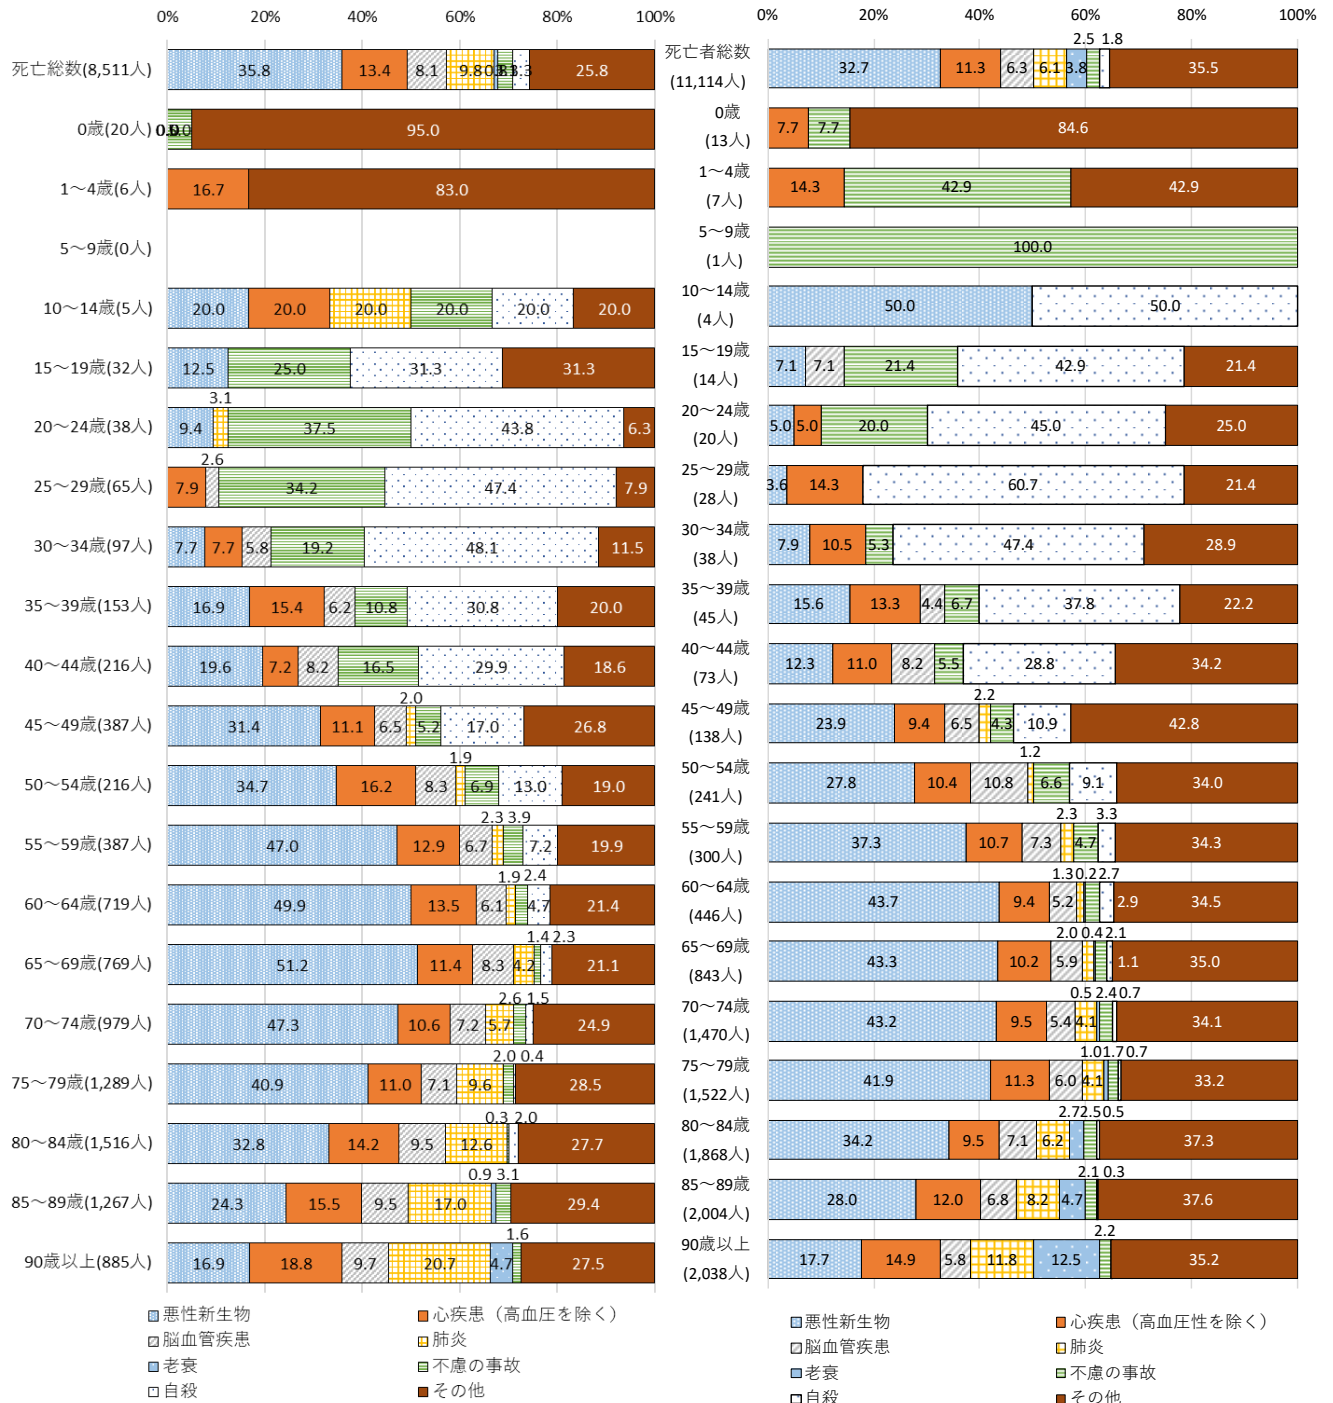 0% 20% 40% 60% 80% 100%
死亡総数(8,511人) 35.8 13.4 8.1 9.8 3.3 25.8
0歳(20人) 95.0
1～4歳(6人) 16.7 83.0
5～9歳(0人)
10～14歳(5人) 20.0 20.0 20.0 20.0 20.0 20.0
15～19歳(32人) 12.5 25.0 31.3 31.3
3.1
20～24歳(38人) 9.4 37.5 43.8 6.3
2.6
25～29歳(65人) 7.9 34.2 47.4 7.9
30～34歳(97人) 7.7 7.7 5.8 19.2 48.1 11.5
35～39歳(153人) 16.9 15.4 6.2 10.8 30.8 20.0
40～44歳(216人) 19.6 7.2 8.2 16.5 29.9 18.6
2.0
45～49歳(387人) 31.4 11.1 6.5 5.2 17.0 26.8
1.9
50～54歳(216人) 34.7 16.2 8.3 6.9 13.0 19.0
2.3 3.9
55～59歳(387人) 47.0 12.9 6.7 7.2 19.9
1.9 2.4
60～64歳(719人) 49.9 13.5 6.1 4.7 21.4
1.4 2.3
65～69歳(769人) 51.2 11.4 8.3 4.2 21.1
2.6 1.5
70～74歳(979人) 47.3 10.6 7.2 5.7 24.9
2.0 0.4
75～79歳(1,289人) 40.9 11.0 7.1 9.6 28.5
0.3 2.0
80～84歳(1,516人) 32.8 14.2 9.5 12.6 27.7
0.9 3.1
85～89歳(1,267人) 24.3 15.5 9.5 17.0 29.4
1.6
90歳以上(885人) 16.9 18.8 9.7 20.7 4.7 27.5
悪性新生物 心疾患（高血圧を除く）
脳血管疾患 肺炎
老衰 不慮の事故
自殺 その他
0% 20% 40% 60% 80% 100%
2.5 1.8
死亡者総数
(11,114人) 32.7 11.3 6.3 6.1 3.8 35.5
0歳
(13人) 7.7 7.7 84.6
1～4歳
(7人) 14.3 42.9 42.9
5～9歳
(1人) 100.0
10～14歳
(4人) 50.0 50.0
15～19歳
(14人) 7.1 7.1 21.4 42.9 21.4
20～24歳
(20人) 5.0 5.0 20.0 45.0 25.0
25～29歳
(28人) 3.6 14.3 60.7 21.4
30～34歳
(38人) 7.9 10.5 5.3 47.4 28.9
35～39歳
(45人) 15.6 13.3 4.4 6.7 37.8 22.2
40～44歳
(73人) 12.3 11.0 8.2 5.5 28.8 34.2
2.2
45～49歳
(138人) 23.9 9.4 6.5 4.3 10.9 42.8
1.2
50～54歳
(241人) 27.8 10.4 10.8 6.6 9.1 34.0
2.3 3.3
55～59歳
(300人) 37.3 10.7 7.3 4.7 34.3
1.3 0.2 2.7
60～64歳
(446人) 43.7 9.4 5.2 2.9 34.5
2.0 0.4 2.1
65～69歳
(843人) 43.3 10.2 5.9 1.1 35.0
0.5 2.4 0.7
70～74歳
(1,470人) 43.2 9.5 5.4 4.1 34.1
1.0 1.7 0.7
75～79歳
(1,522人) 41.9 11.3 6.0 4.1 33.2
2.7 2.5 0.5
80～84歳
(1,868人) 34.2 9.5 7.1 6.2 37.3
2.1 0.3
85～89歳
(2,004人) 28.0 12.0 6.8 8.2 4.7 37.6
2.2
90歳以上
(2,038人) 17.7 14.9 5.8 11.8 12.5 35.2
悪性新生物 心疾患（高血圧性を除く）
脳血管疾患 肺炎
老衰 不慮の事故
自殺 その他